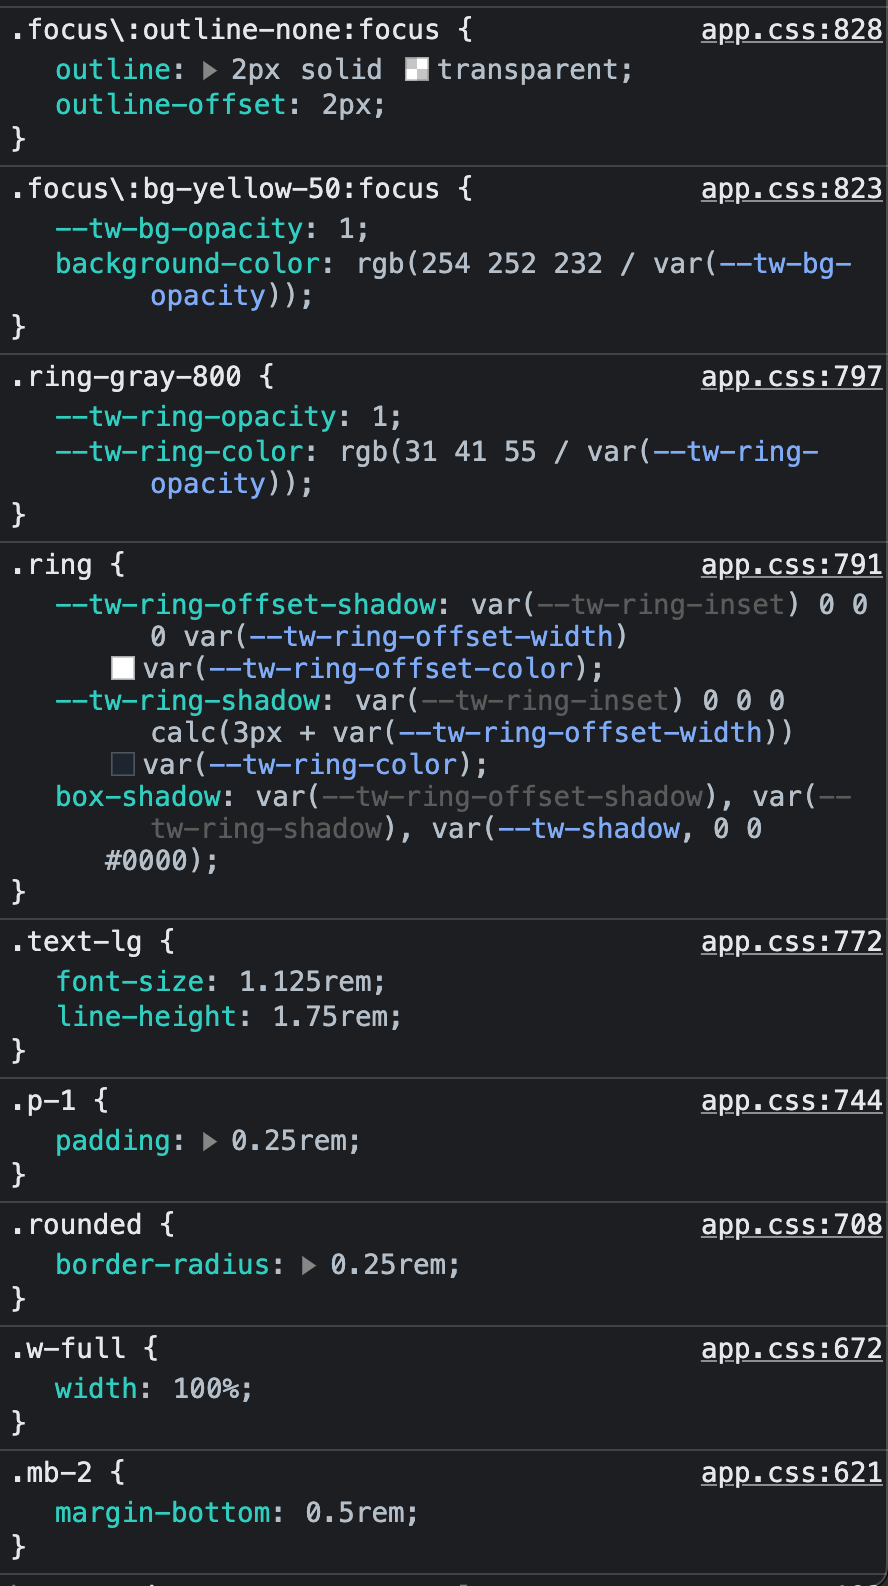 .focus\:outline-none:focus { app.css:828
outline: 2px solid transparent;
outline-offset: 2px;
}
.focus\:bg-yellow-50:focus { app.css:823
--tw-bg-opacity: 1;
background-color: rgb(254 252 232 / var(--tw-bg-
opacity));
}
.ring-gray-800 { app.css:797
--tw-ring-opacity: 1;
--tw-ring-color: rgb(31 41 55 / var(--tw-ring-
opacity));
}
.ring { app.css:791
--tw-ring-offset-shadow: var(--tw-ring-inset) 0 0
0 var(--tw-ring-offset-width)
var(--tw-ring-offset-color);
--tw-ring-shadow: var(--tw-ring-inset) 0 0 0
calc(3px + var(--tw-ring-offset-width))
var(--tw-ring-color);
box-shadow: var(--tw-ring-offset-shadow), var(--
tw-ring-shadow), var(--tw-shadow, 0 0
#0000);
}
.text-lg { app.css:772
font-size: 1.125rem;
line-height: 1.75rem;
}
.p-1 { app.css:744
padding: 0.25rem;
}
.rounded { app.css:708
border-radius: 0.25rem;
}
.w-full { app.css:672
width: 100%;
}
.mb-2 { app.css:621
margin-bottom: 0.5rem;
}